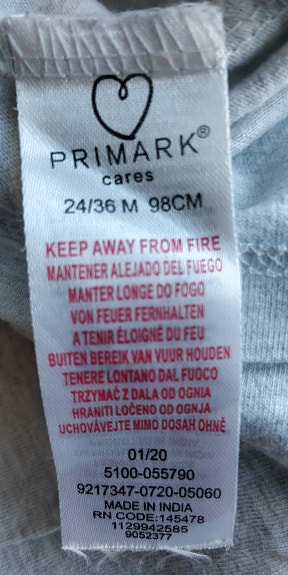 PRIMARK®
cares
24/36 M 98CM
KEEP AWAY FROM FIRE
MANTENER ALEJADO DEL FUEGO
MANTER LONGE DO FOGO
VON FEUER FERNHALTEN
A TENIR ÉLOIGNÉ DU FEU
BUITEN BEREIK VAN VUUR HOUDEN
TENERE LONTANO DAL FUOCO
TRZYMAĆ Z DALA OD OGNIA
HRANITI LOČENO OD OGNJA
UCHOVÁVEJTE MIMO DOSAH OHNĚ
01/20
5100-055790
9217347-0720-05060
MADE IN INDIA
RN CODE:145478
1129942585
9052377